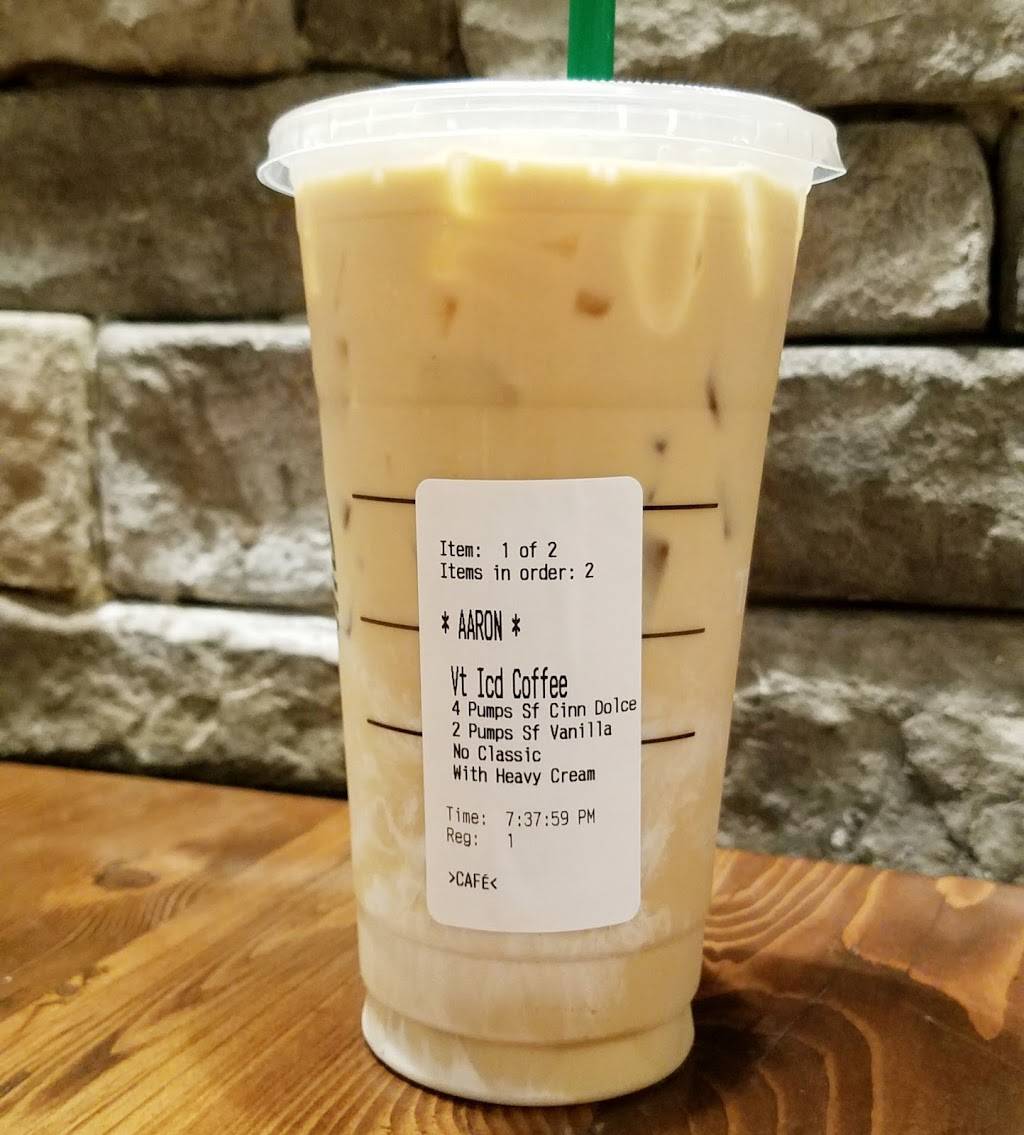 Item: 1 of 2
Items in order: 2
* AARON *
Vt Icd Coffee
4 Pumps Sf Cinn Dolce
2 Pumps Sf Vanilla
No Classic
With Heavy Cream
Time: 7:37:59 PM
Reg: 1
>CAFÉ<